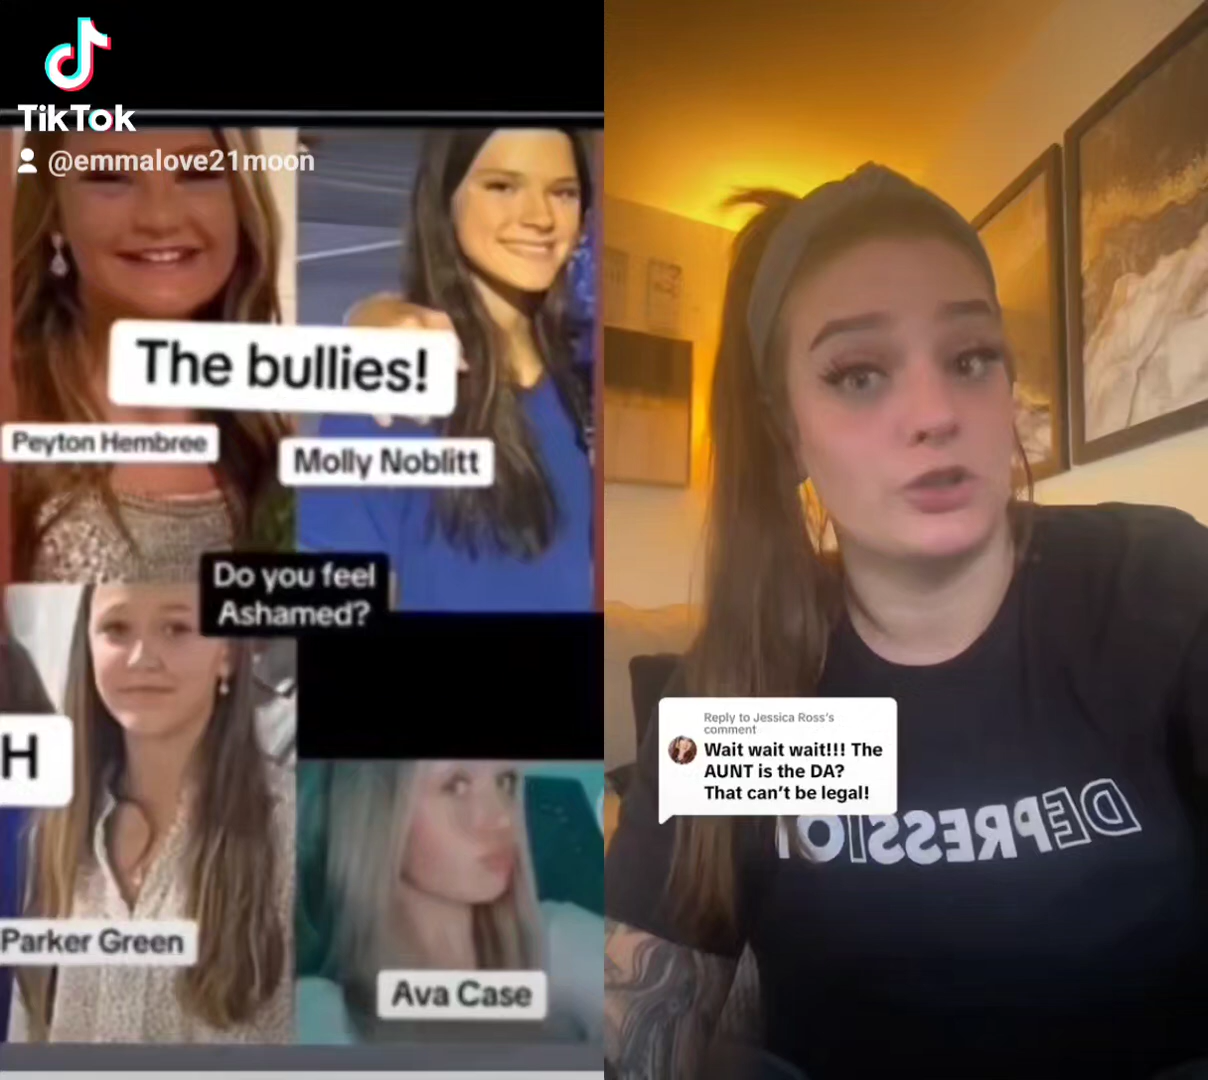 TikTok
@emmalove21moon
The bullies!
Peyton Hembree
Molly Noblitt
Do you feel
Ashamed?
H
Parker Green
Ava Case
Reply to Jessica Ross's
comment
Wait wait wait!!! The
AUNT is the DA?
That can't be legal!
DEPRESSIO